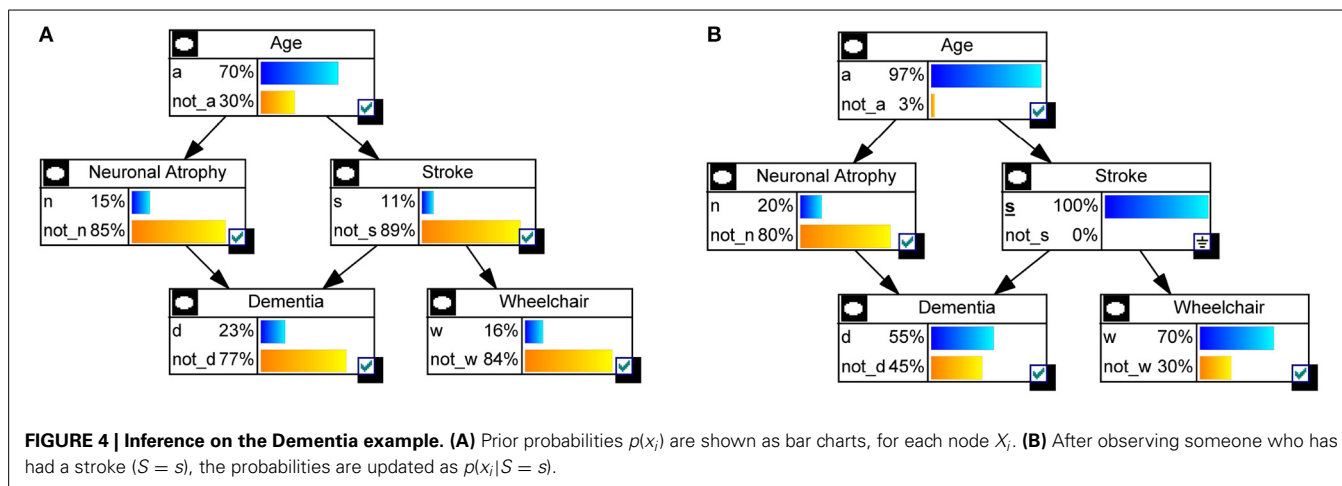 A
Age
a 70%
not_a 30%
Neuronal Atrophy
n 15%
not_n 85%
Stroke
s 11%
not_s 89%
Dementia
d 23%
not_d 77%
Wheelchair
w 16%
not_w 84%
B
Age
a 97%
not_a 3%
Neuronal Atrophy
n 20%
not_n 80%
Stroke
s 100%
not_s 0%
Dementia
d 55%
not_d 45%
Wheelchair
w 70%
not_w 30%
FIGURE 4 | Inference on the Dementia example. (A) Prior probabilities p(xᵢ) are shown as bar charts, for each node Xᵢ. (B) After observing someone who has
had a stroke (S = s), the probabilities are updated as p(xᵢ|S = s).